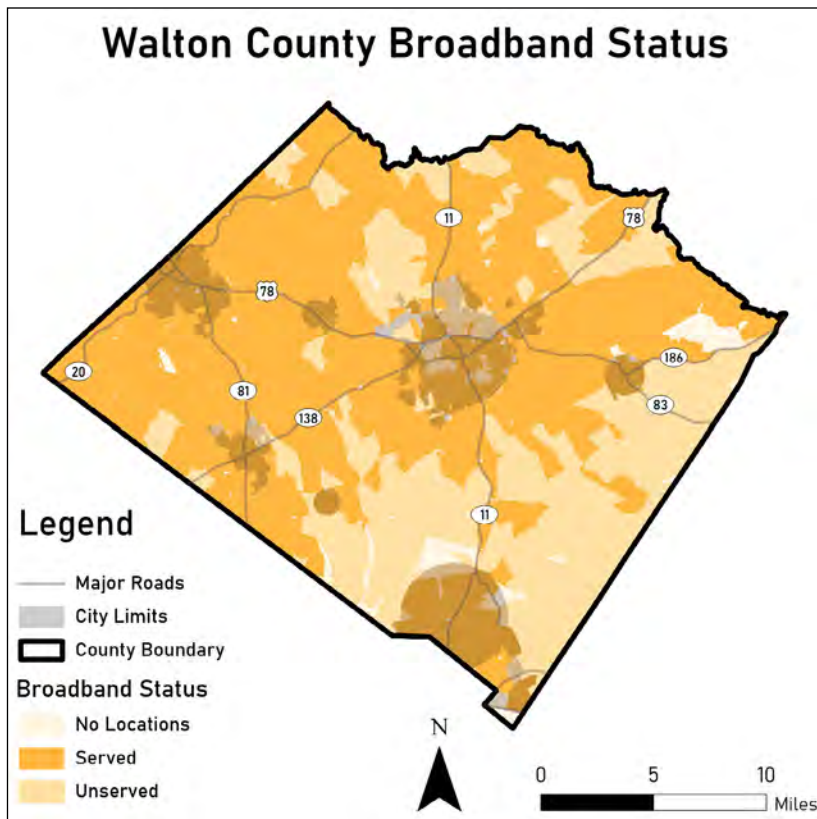 Walton County Broadband Status
11
78
78
186
20
81
83
138
11
Legend
Major Roads
City Limits
County Boundary
Broadband Status
No Locations
Served
Unserved
N
0 5 10
Miles